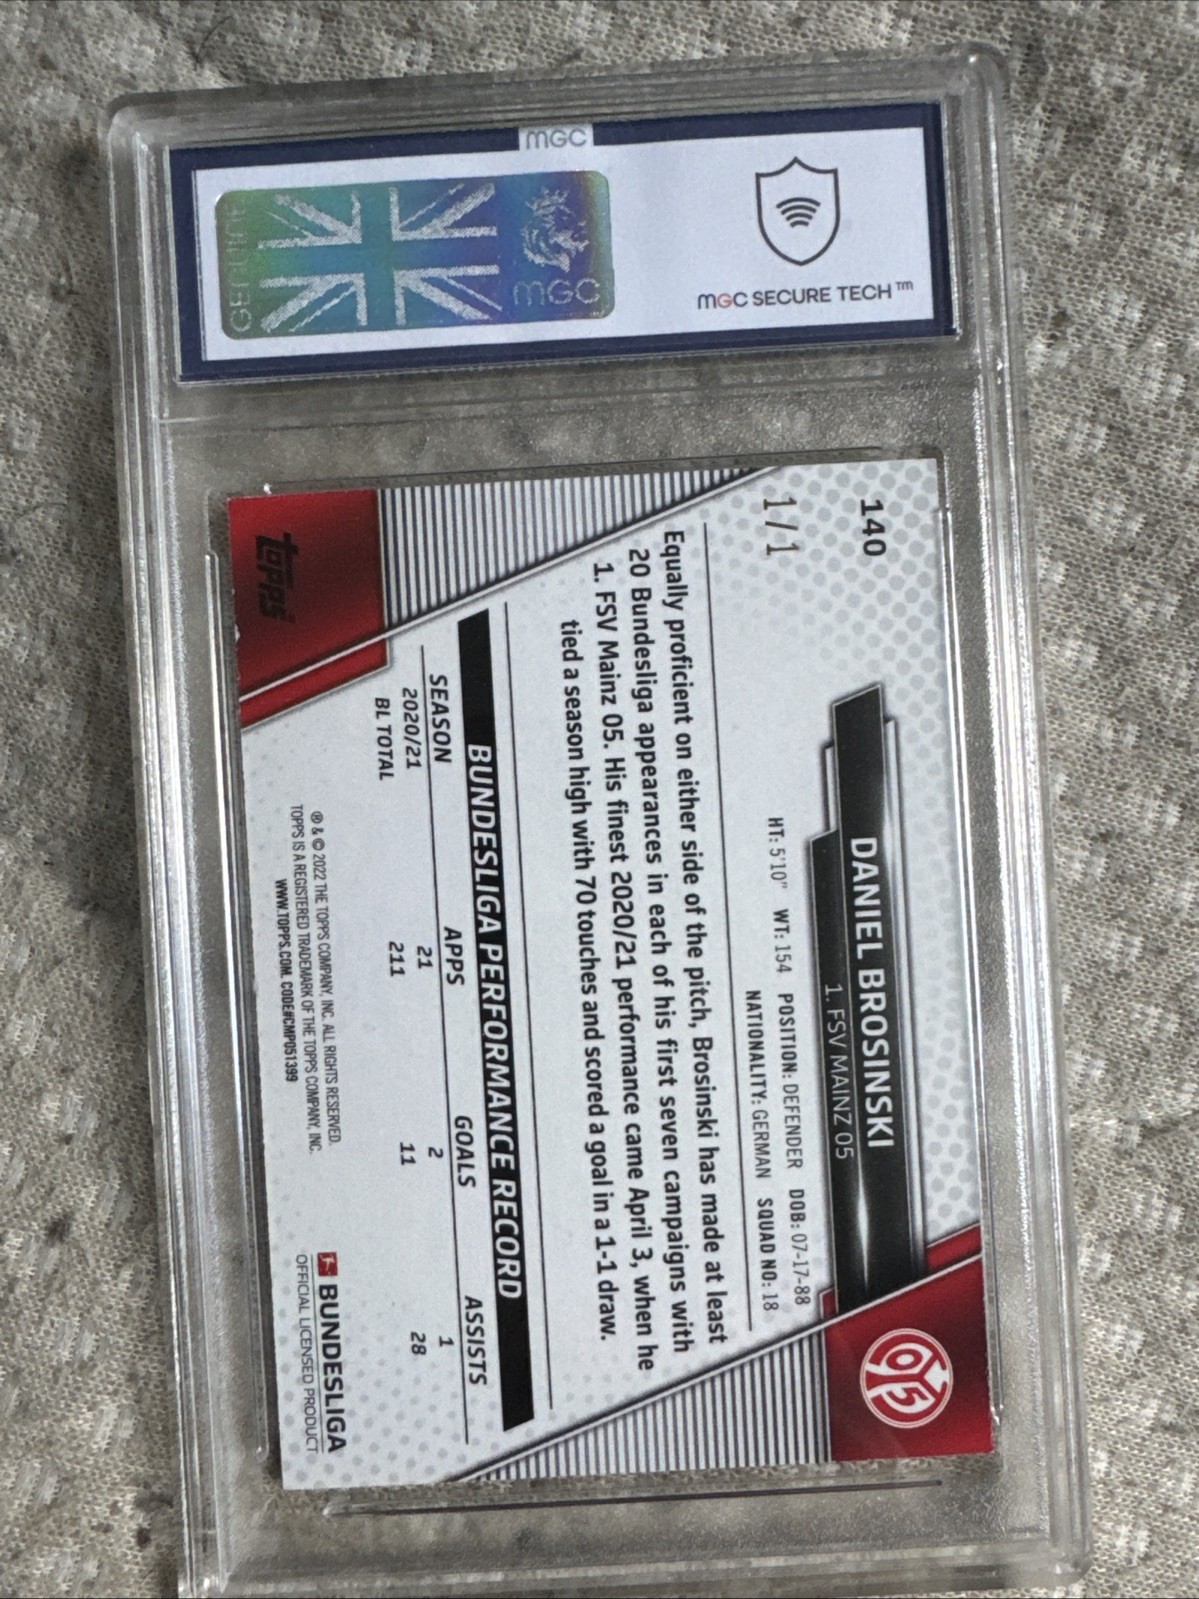 MGC
GENUINE
MGC
MGC SECURE TECH™
140
1/1
DANIEL BROSINSKI
1. FSV MAINZ 05
HT: 5'10" WT: 154 POSITION: DEFENDER DOB: 07-17-88
NATIONALITY: GERMAN SQUAD NO: 18
Equally proficient on either side of the pitch, Brosinski has made at least
20 Bundesliga appearances in each of his first seven campaigns with
1. FSV Mainz 05. His finest 2020/21 performance came April 3, when he
tied a season high with 70 touches and scored a goal in a 1-1 draw.
BUNDESLIGA PERFORMANCE RECORD
SEASON APPS GOALS ASSISTS
2020/21 21 2 1
BL TOTAL 211 11 28
® & © 2022 THE TOPPS COMPANY, INC. ALL RIGHTS RESERVED.
TOPPS IS A REGISTERED TRADEMARK OF THE TOPPS COMPANY, INC.
WWW.TOPPS.COM. CODE#CMP051399
BUNDESLIGA
OFFICIAL LICENSED PRODUCT
topps
05